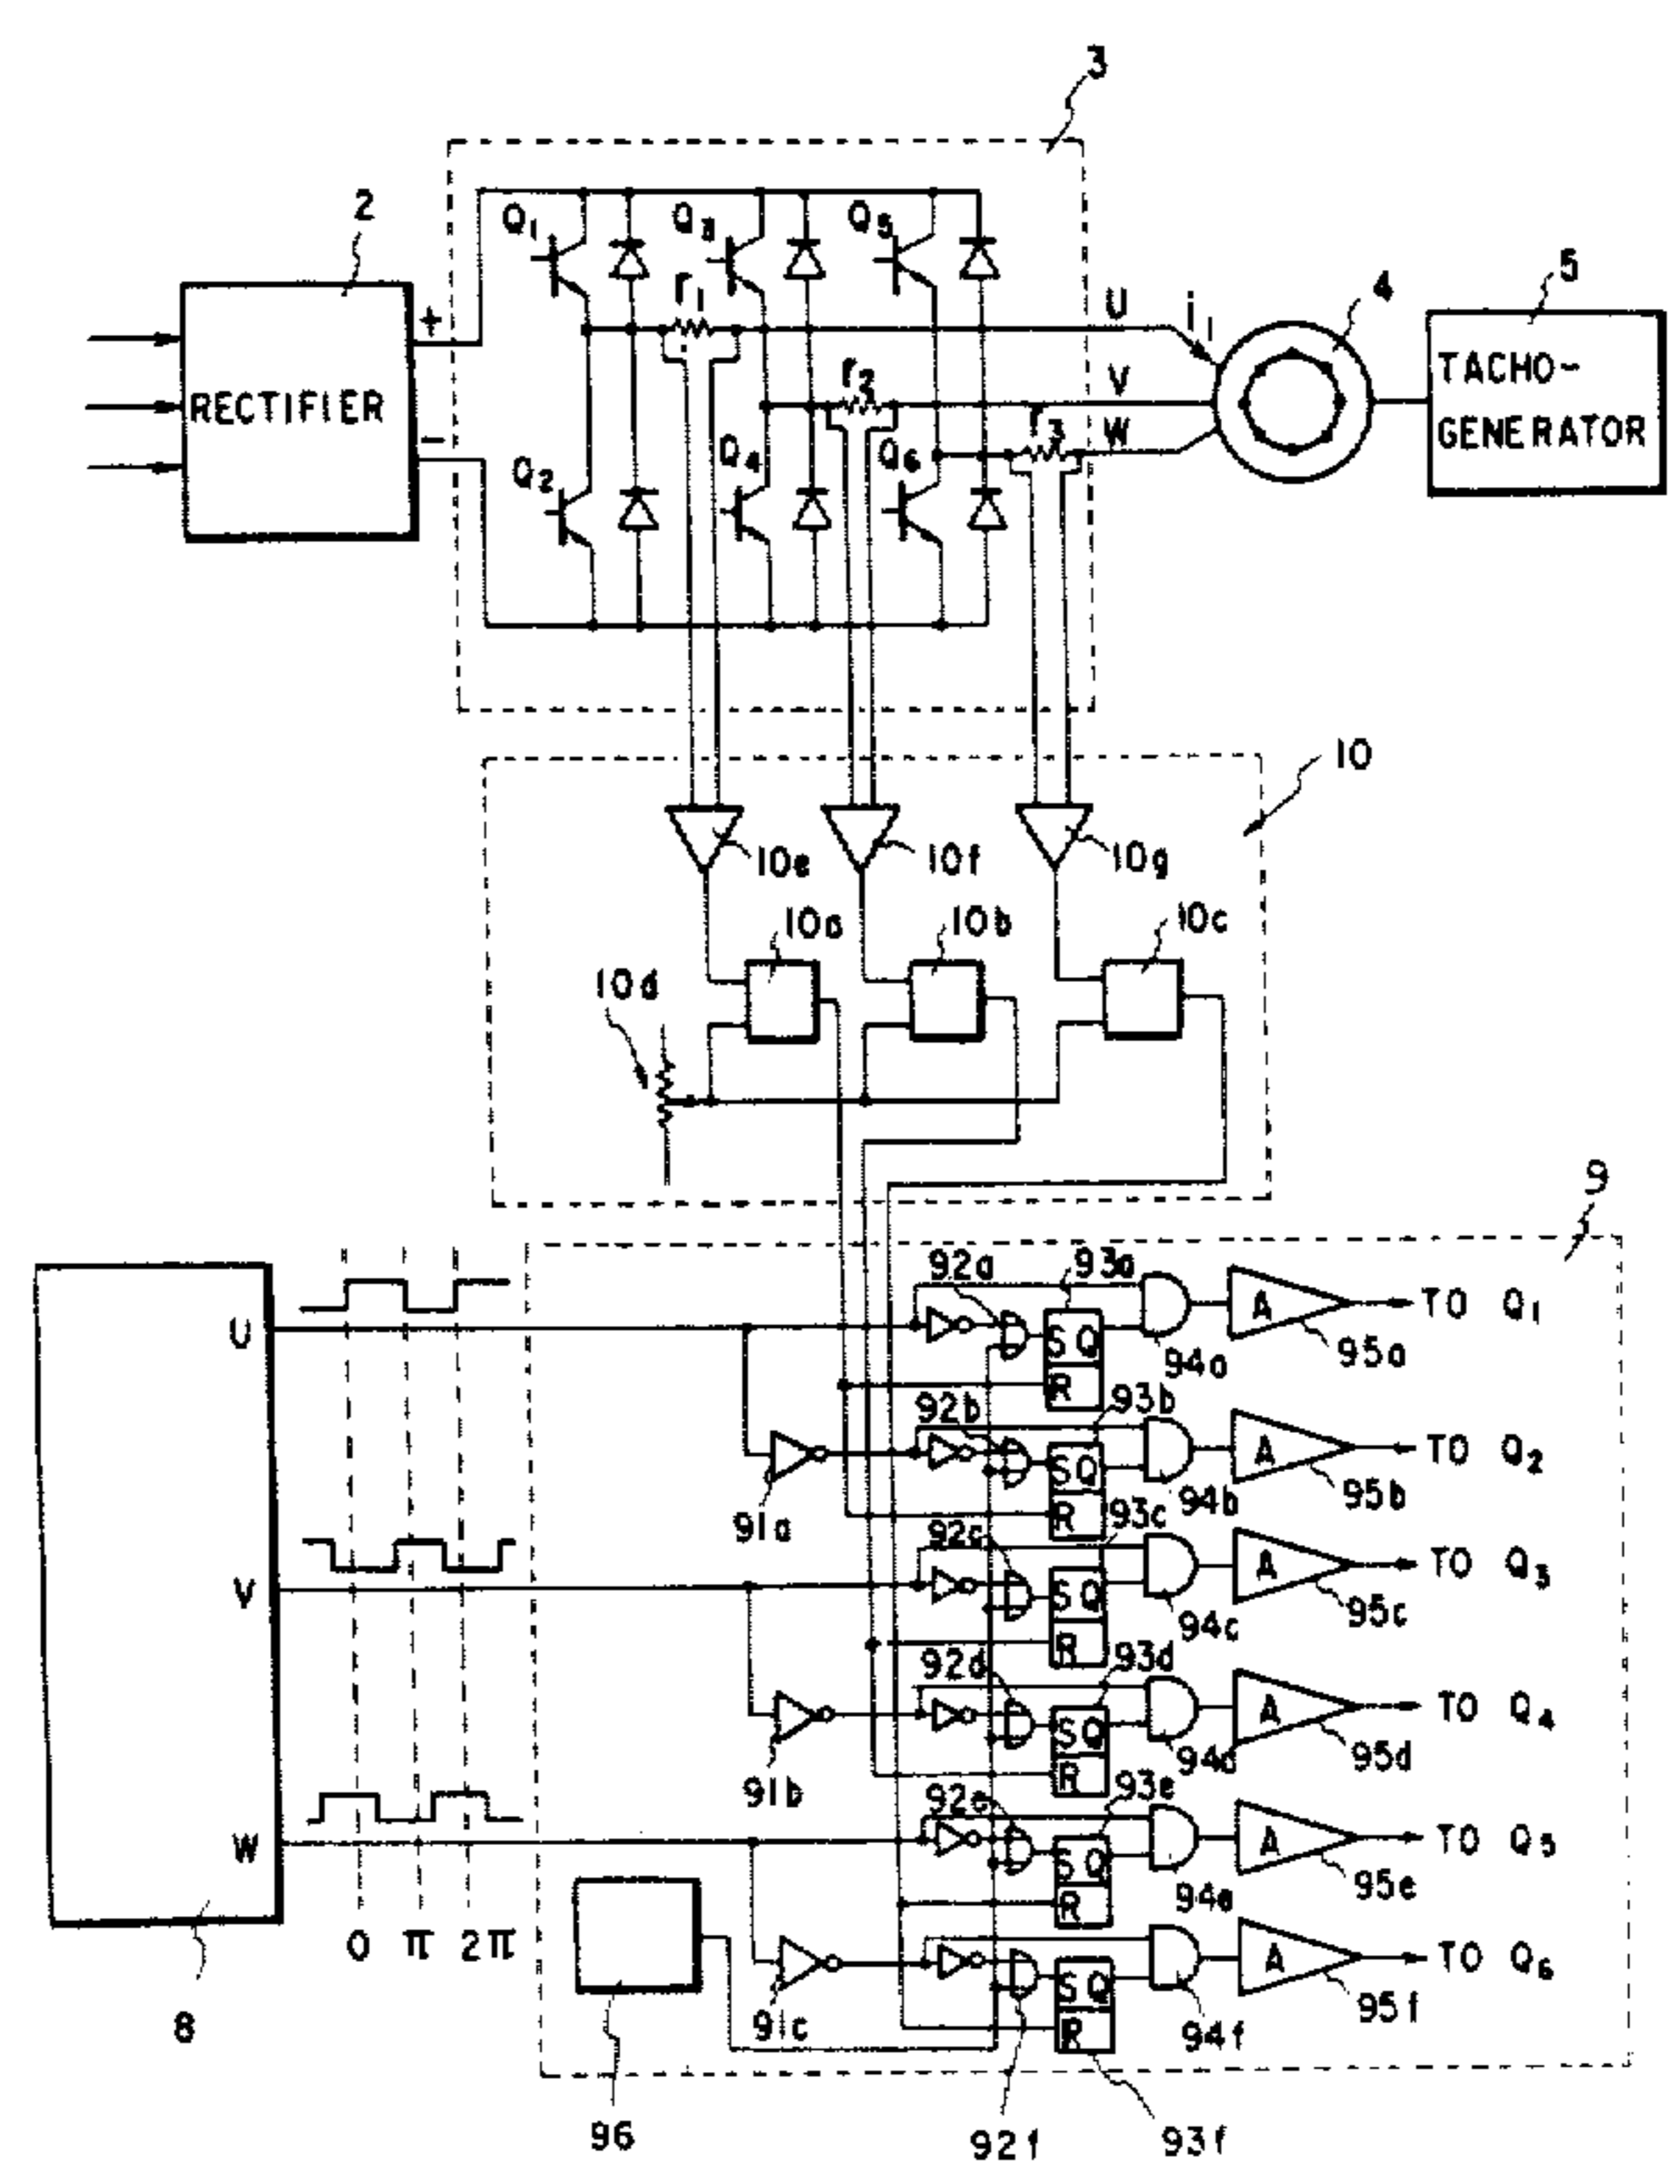 3
2
Q1
Q3
Q5
+
r1
U
i1
4
5
RECTIFIER
r2
V
TACHO-
GENERATOR
-
r3
W
Q2
Q4
Q6
10
10e
10f
10g
10a
10b
10c
10d
9
92a
93a
U
S Q
A
TO Q1
R
94a
95a
92b
93b
S Q
A
TO Q2
91a
R
94b
95b
92c
93c
V
S Q
A
TO Q3
R
94c
95c
92d
93d
S Q
A
TO Q4
91b
R
94d
95d
92e
93e
W
S Q
A
TO Q5
R
94e
95e
0 π 2π
S Q
A
TO Q6
8
91c
R
94f
95f
96
92f
93f